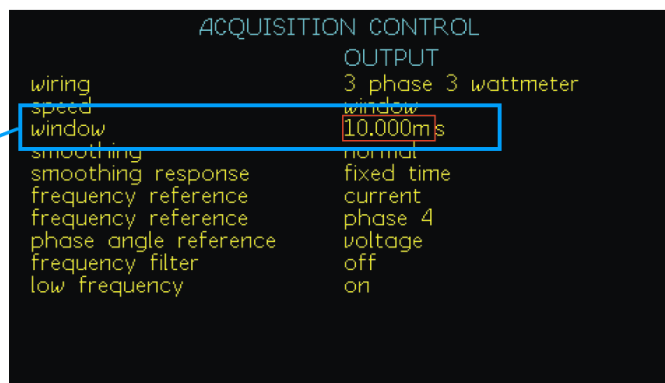 ACQUISITION CONTROL
OUTPUT
wiring 3 phase 3 wattmeter
speed window
window 10.000ms
smoothing normal
smoothing response fixed time
frequency reference current
frequency reference phase 4
phase angle reference voltage
frequency filter off
low frequency on